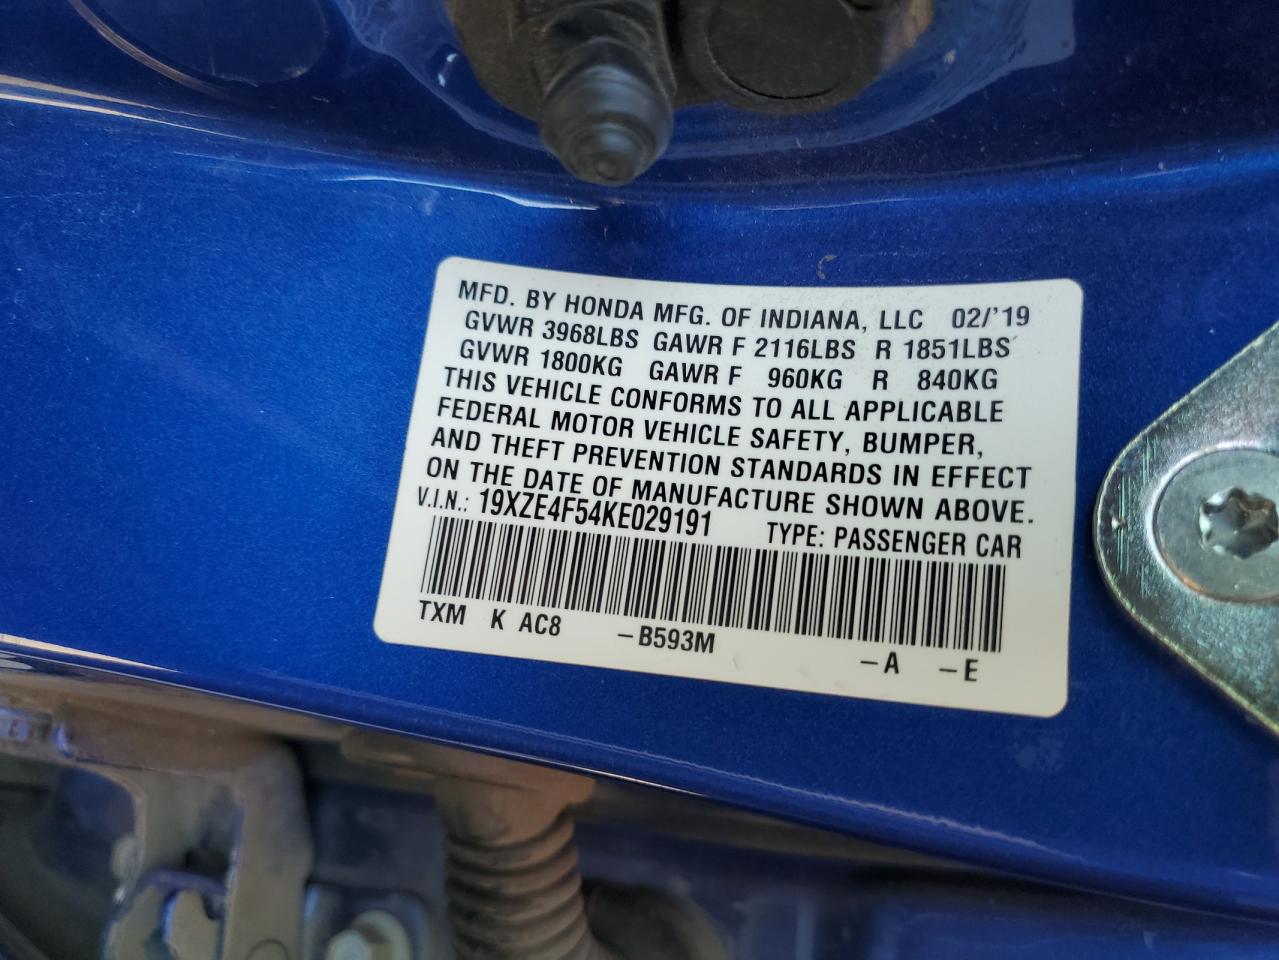 MFD. BY HONDA MFG. OF INDIANA, LLC 02/'19
GVWR 3968LBS GAWR F 2116LBS R 1851LBS
GVWR 1800KG GAWR F 960KG R 840KG
THIS VEHICLE CONFORMS TO ALL APPLICABLE
FEDERAL MOTOR VEHICLE SAFETY, BUMPER,
AND THEFT PREVENTION STANDARDS IN EFFECT
ON THE DATE OF MANUFACTURE SHOWN ABOVE.
V.I.N.: 19XZE4F54KE029191 TYPE: PASSENGER CAR
TXM K AC8 –B593M –A –E